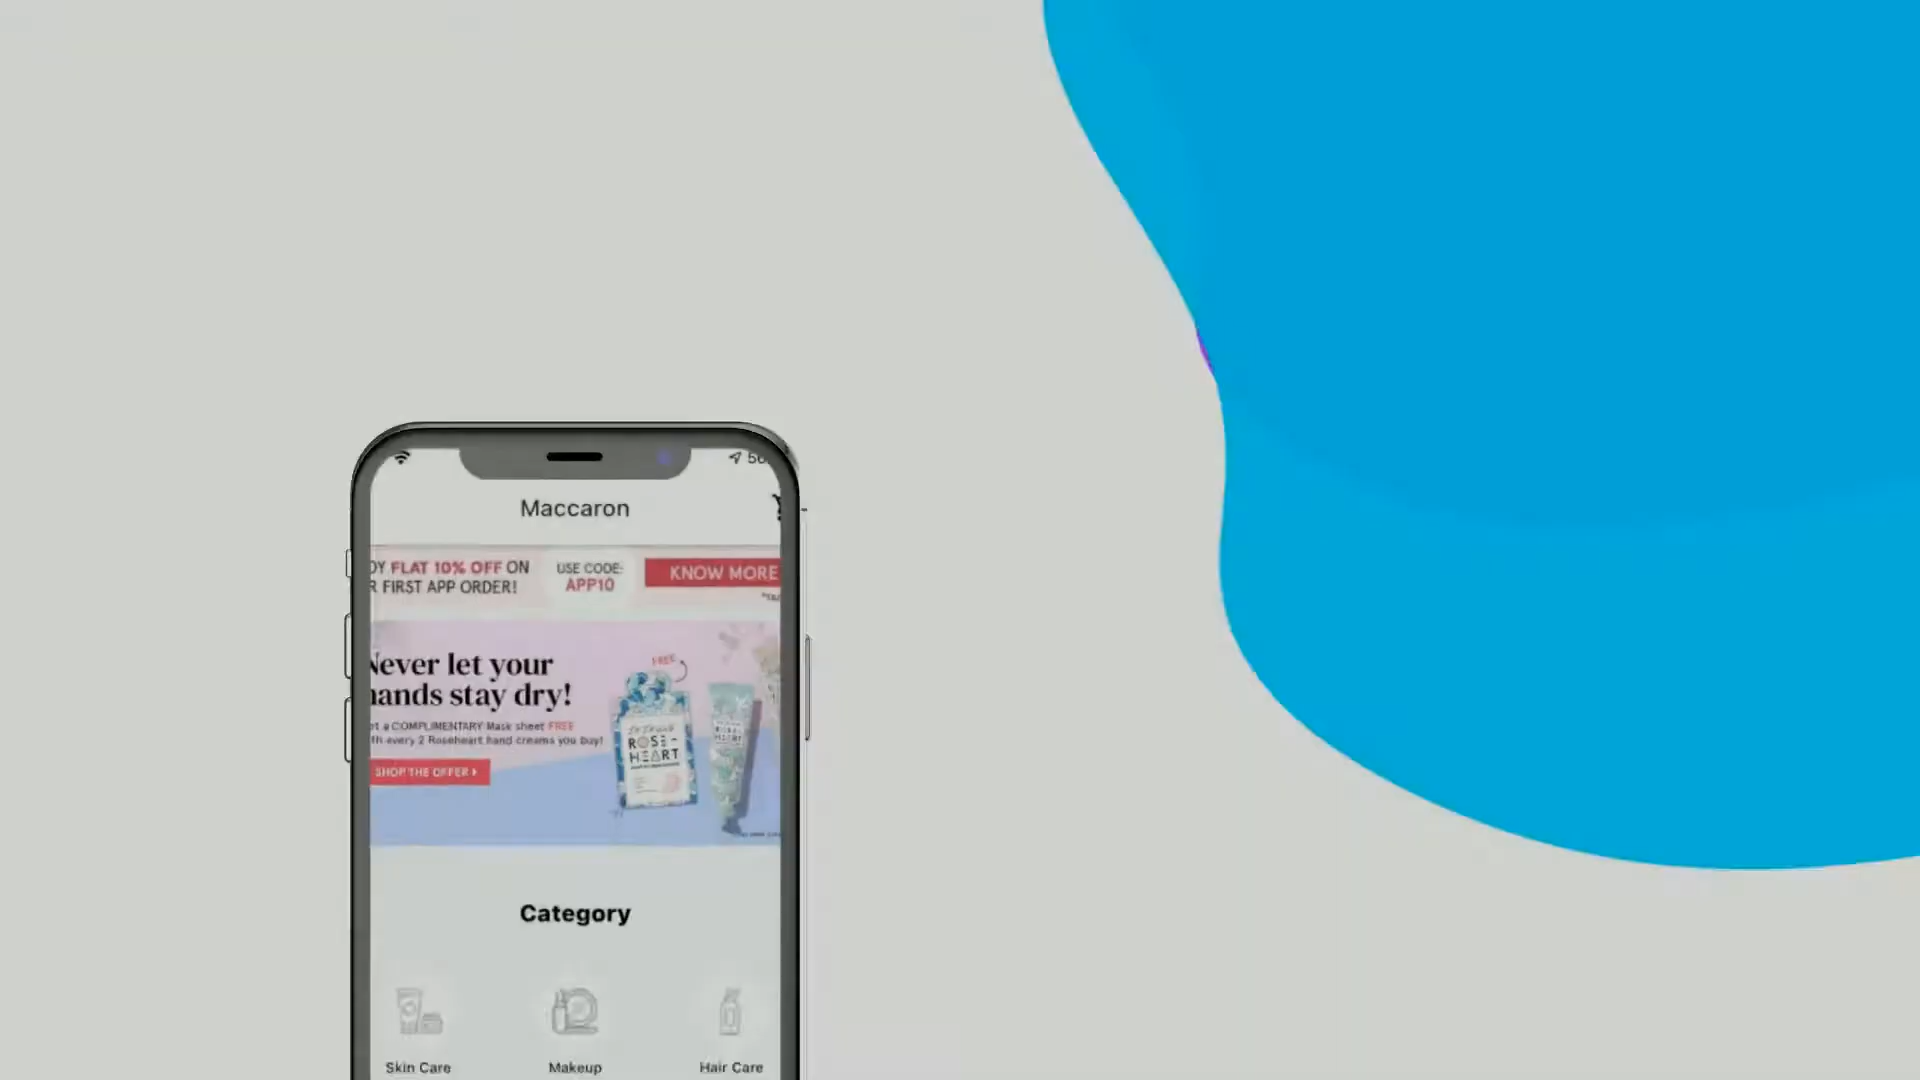 Maccaron
FLAT 10% OFF ON
FIRST APP ORDER!
USE CODE:
APP10
KNOW MORE
Never let your
hands stay dry!
FREE
a COMPLIMENTARY Mask sheet FREE
every 2 Roseheart hand creams you buy!
SHOP THE OFFER
ROSE-
HEART
Category
Skin Care
Makeup
Hair Care